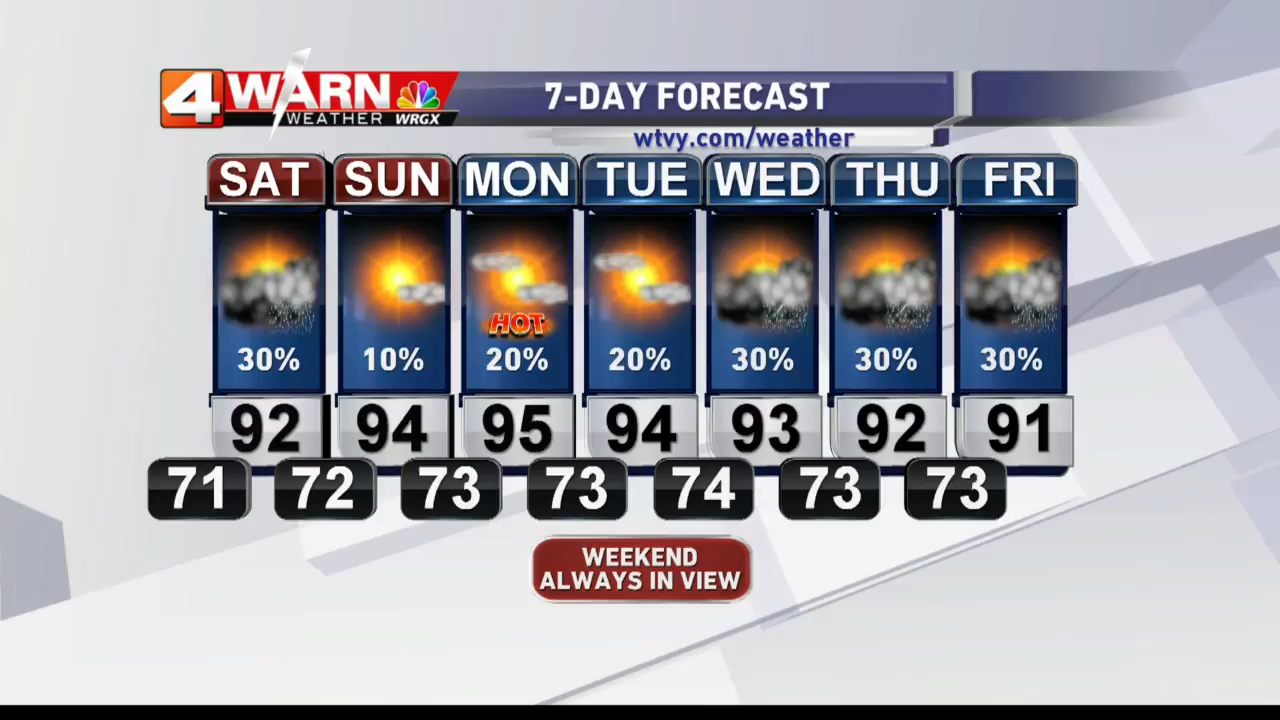 4WARN
WEATHER WRGX
7-DAY FORECAST
wtvy.com/weather
SAT SUN MON TUE WED THU FRI
HOT
30% 10% 20% 20% 30% 30% 30%
92 94 95 94 93 92 91
71 72 73 73 74 73 73
WEEKEND
ALWAYS IN VIEW